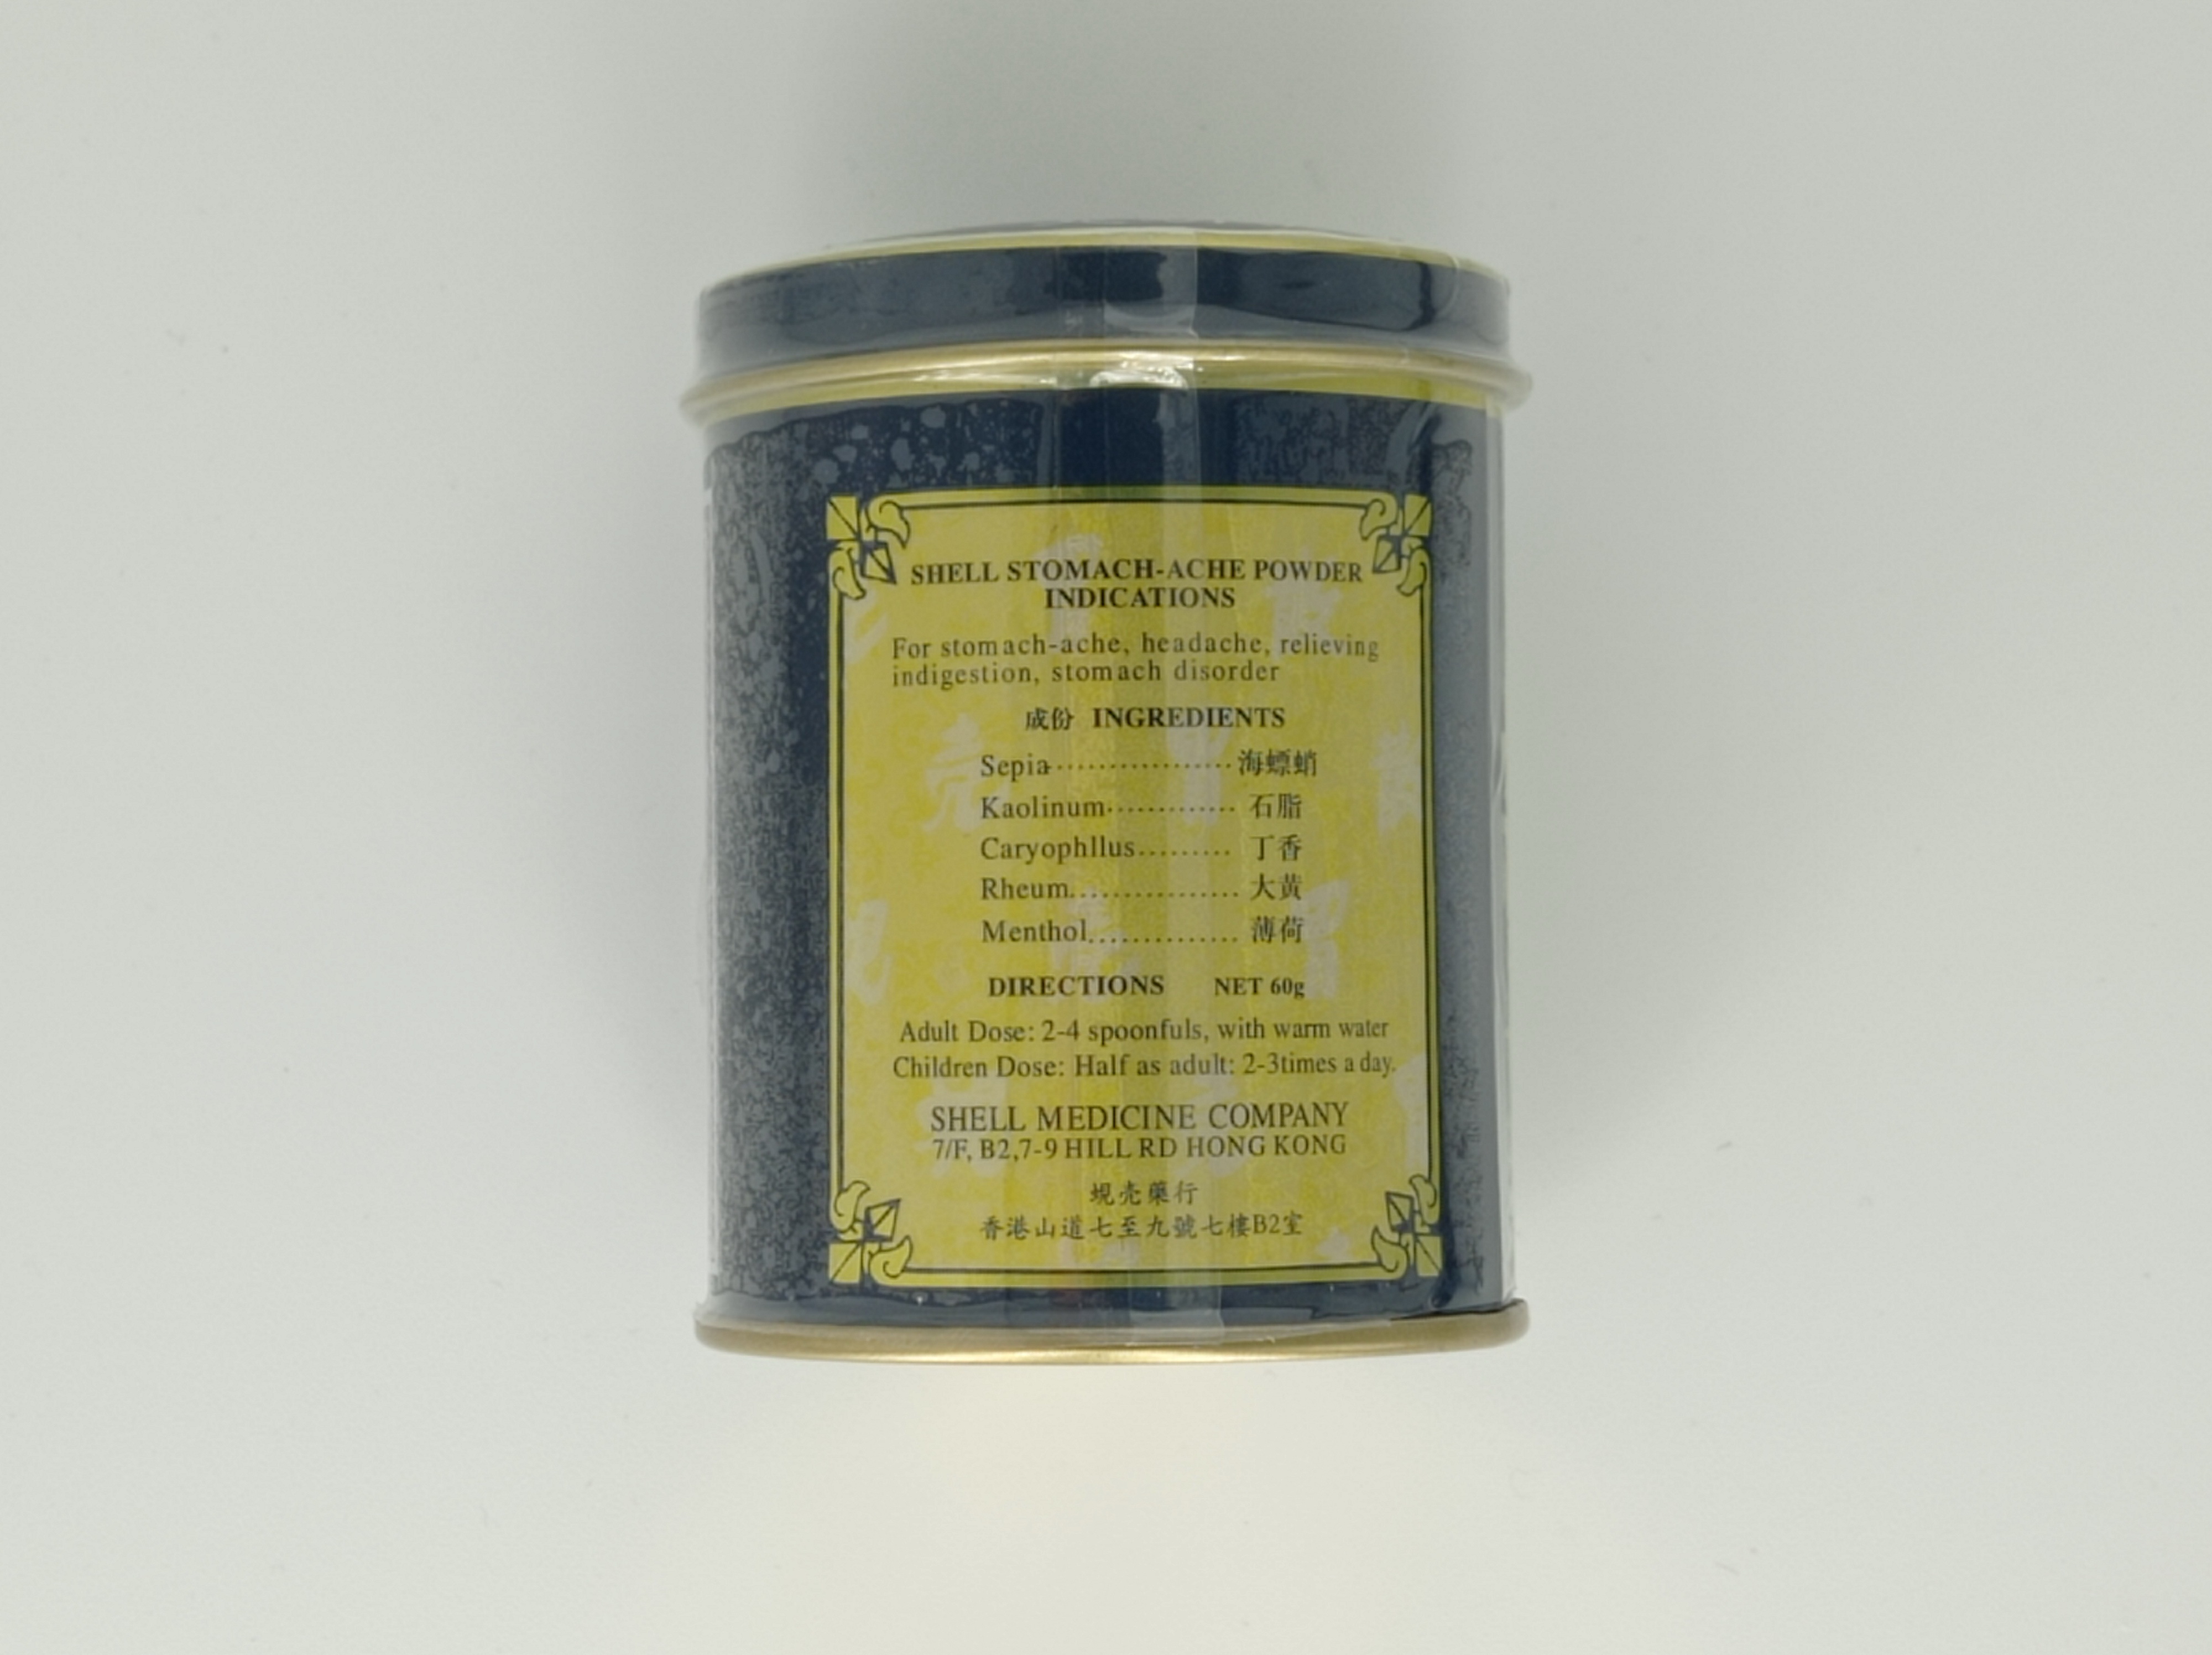 SHELL STOMACH-ACHE POWDER
INDICATIONS
For stomach-ache, headache, relieving
indigestion, stomach disorder
成份 INGREDIENTS
Sepia·················海螵蛸
Kaolinum············· 石脂
Caryophllus......... 丁香
Rheum................ 大黃
Menthol.............. 薄荷
DIRECTIONS NET 60g
Adult Dose: 2-4 spoonfuls, with warm water
Children Dose: Half as adult: 2-3times a day.
SHELL MEDICINE COMPANY
7/F, B2,7-9 HILL RD HONG KONG
蜆壳藥行
香港山道七至九號七樓B2室